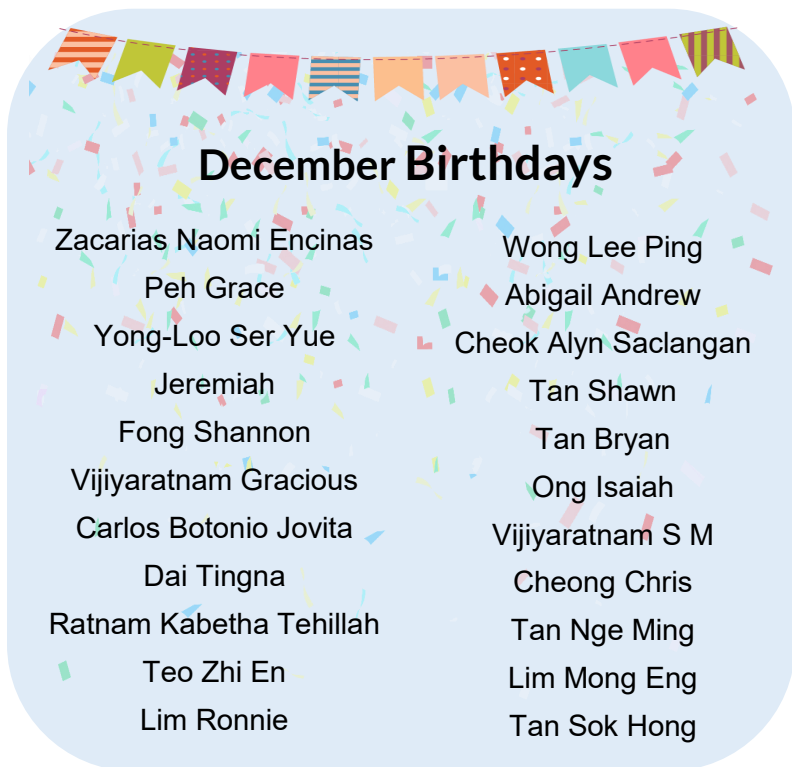 December Birthdays
Zacarias Naomi Encinas
Peh Grace
Yong-Loo Ser Yue
Jeremiah
Fong Shannon
Vijiyaratnam Gracious
Carlos Botonio Jovita
Dai Tingna
Ratnam Kabetha Tehillah
Teo Zhi En
Lim Ronnie
Wong Lee Ping
Abigail Andrew
Cheok Alyn Saclangan
Tan Shawn
Tan Bryan
Ong Isaiah
Vijiyaratnam S M
Cheong Chris
Tan Nge Ming
Lim Mong Eng
Tan Sok Hong